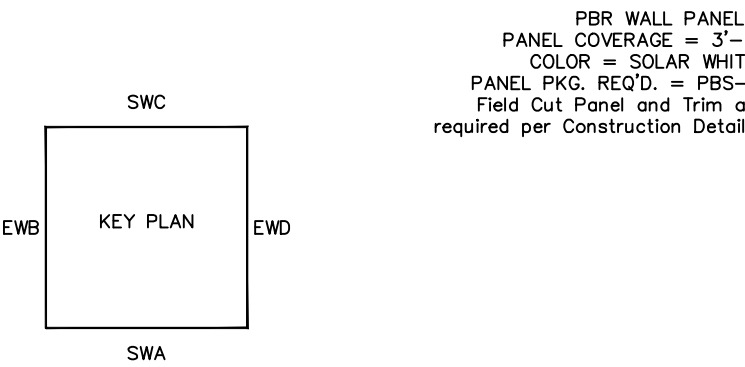 PBR WALL PANEL
PANEL COVERAGE = 3'-
COLOR = SOLAR WHIT
PANEL PKG. REQ'D. = PBS-
Field Cut Panel and Trim a
required per Construction Detail
SWC
EWB
KEY PLAN
EWD
SWA